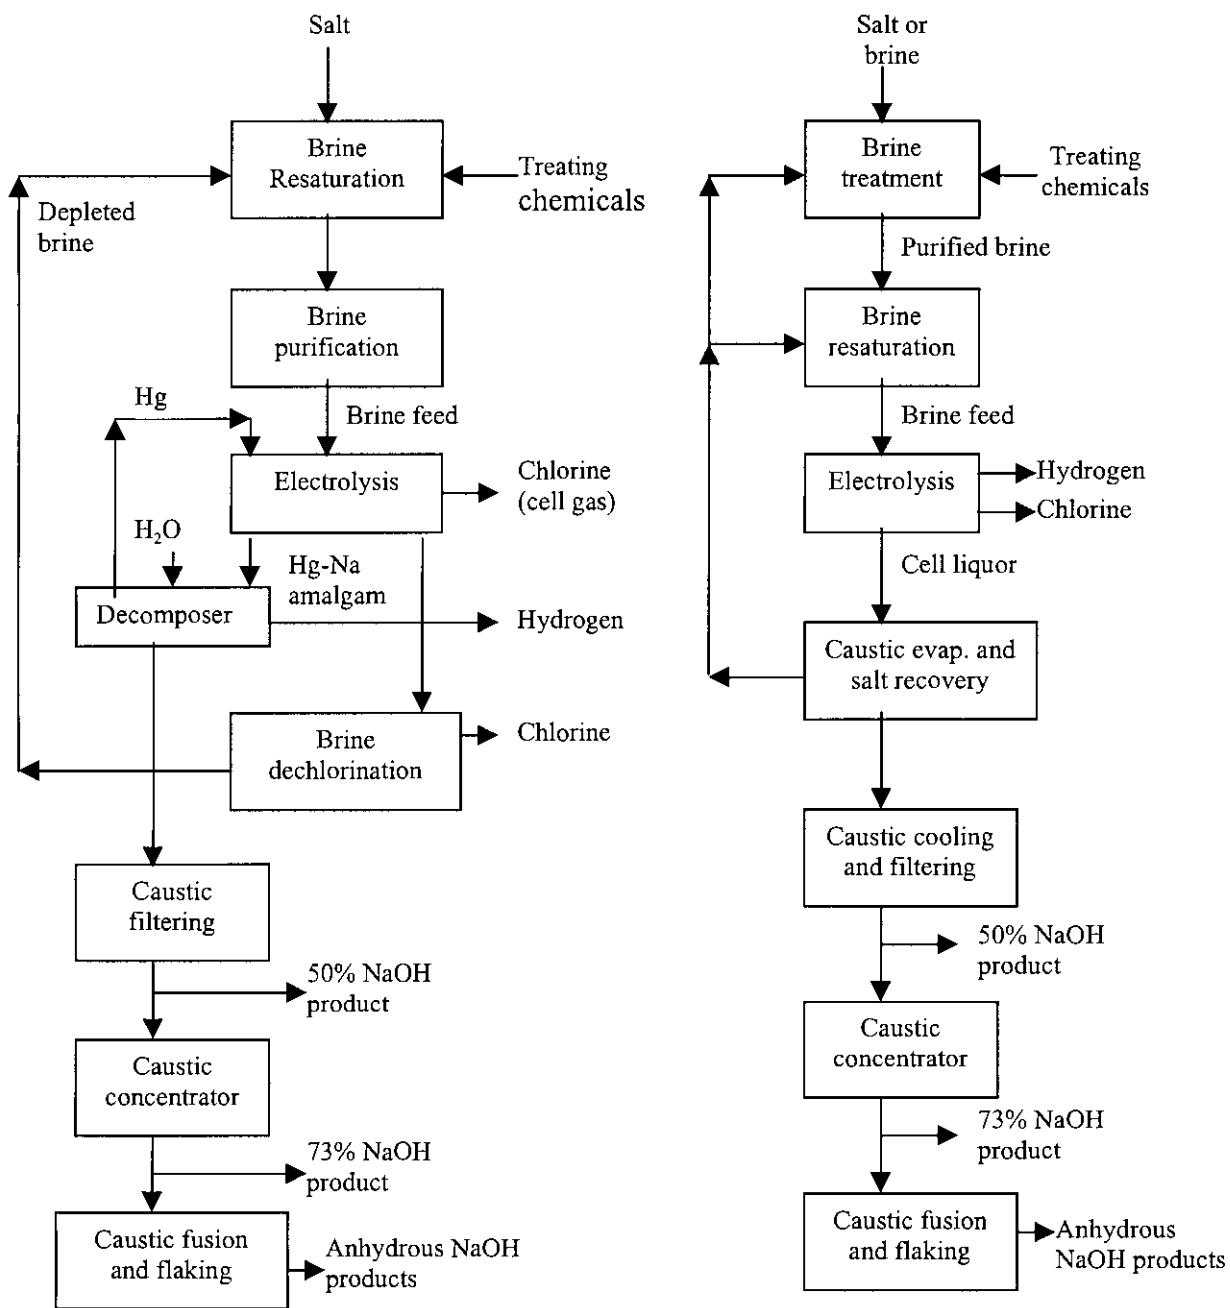 Salt
Brine
Resaturation
Treating
chemicals
Depleted
brine
Brine
purification
Hg
Brine feed
Electrolysis
Chlorine
(cell gas)
H₂O
Hg-Na
amalgam
Decomposer
Hydrogen
Brine
dechlorination
Chlorine
Caustic
filtering
50% NaOH
product
Caustic
concentrator
73% NaOH
product
Caustic fusion
and flaking
Anhydrous NaOH
products
Salt or
brine
Brine
treatment
Treating
chemicals
Purified brine
Brine
resaturation
Brine feed
Electrolysis
Hydrogen
Chlorine
Cell liquor
Caustic evap. and
salt recovery
Caustic cooling
and filtering
50% NaOH
product
Caustic
concentrator
73% NaOH
product
Caustic fusion
and flaking
Anhydrous
NaOH products